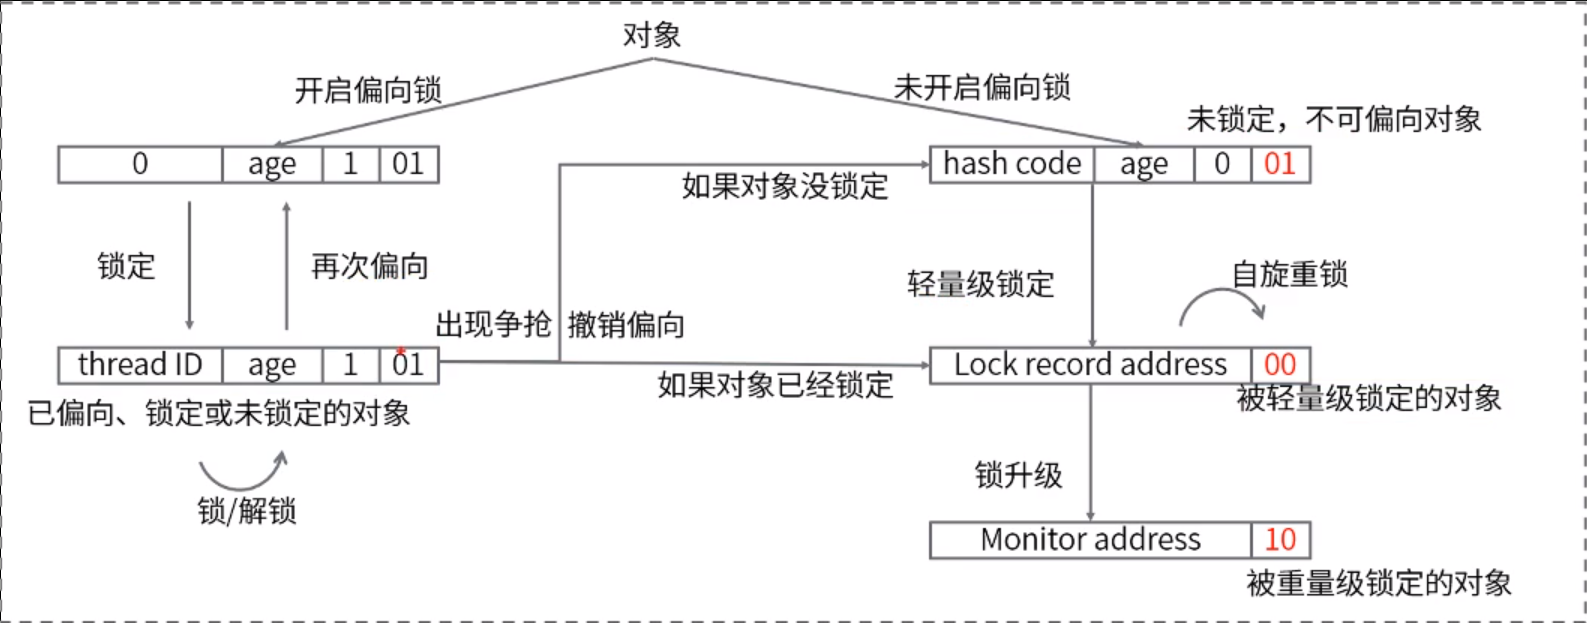 对象
开启偏向锁
未开启偏向锁
未锁定，不可偏向对象
0 age 1 01
hash code age 0 01
如果对象没锁定
锁定
再次偏向
轻量级锁定
自旋重锁
出现争抢
撤销偏向
thread ID age 1 01
Lock record address 00
如果对象已经锁定
被轻量级锁定的对象
已偏向、锁定或未锁定的对象
锁升级
锁/解锁
Monitor address 10
被重量级锁定的对象